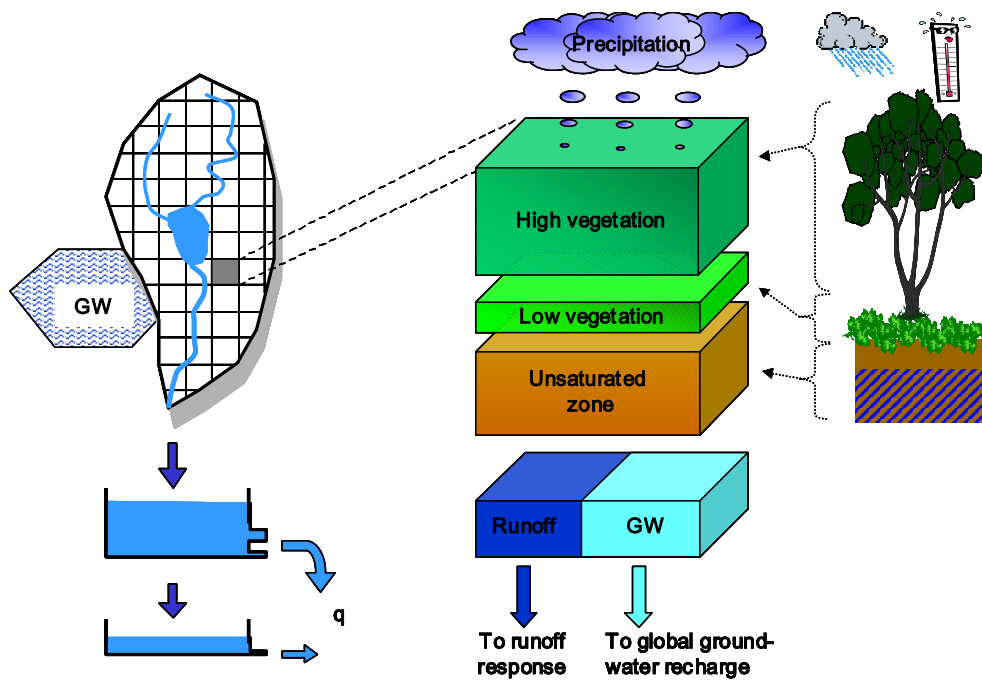 Precipitation
High vegetation
GW
Low vegetation
Unsaturated
zone
Runoff
GW
q
To runoff
response
To global ground-
water recharge